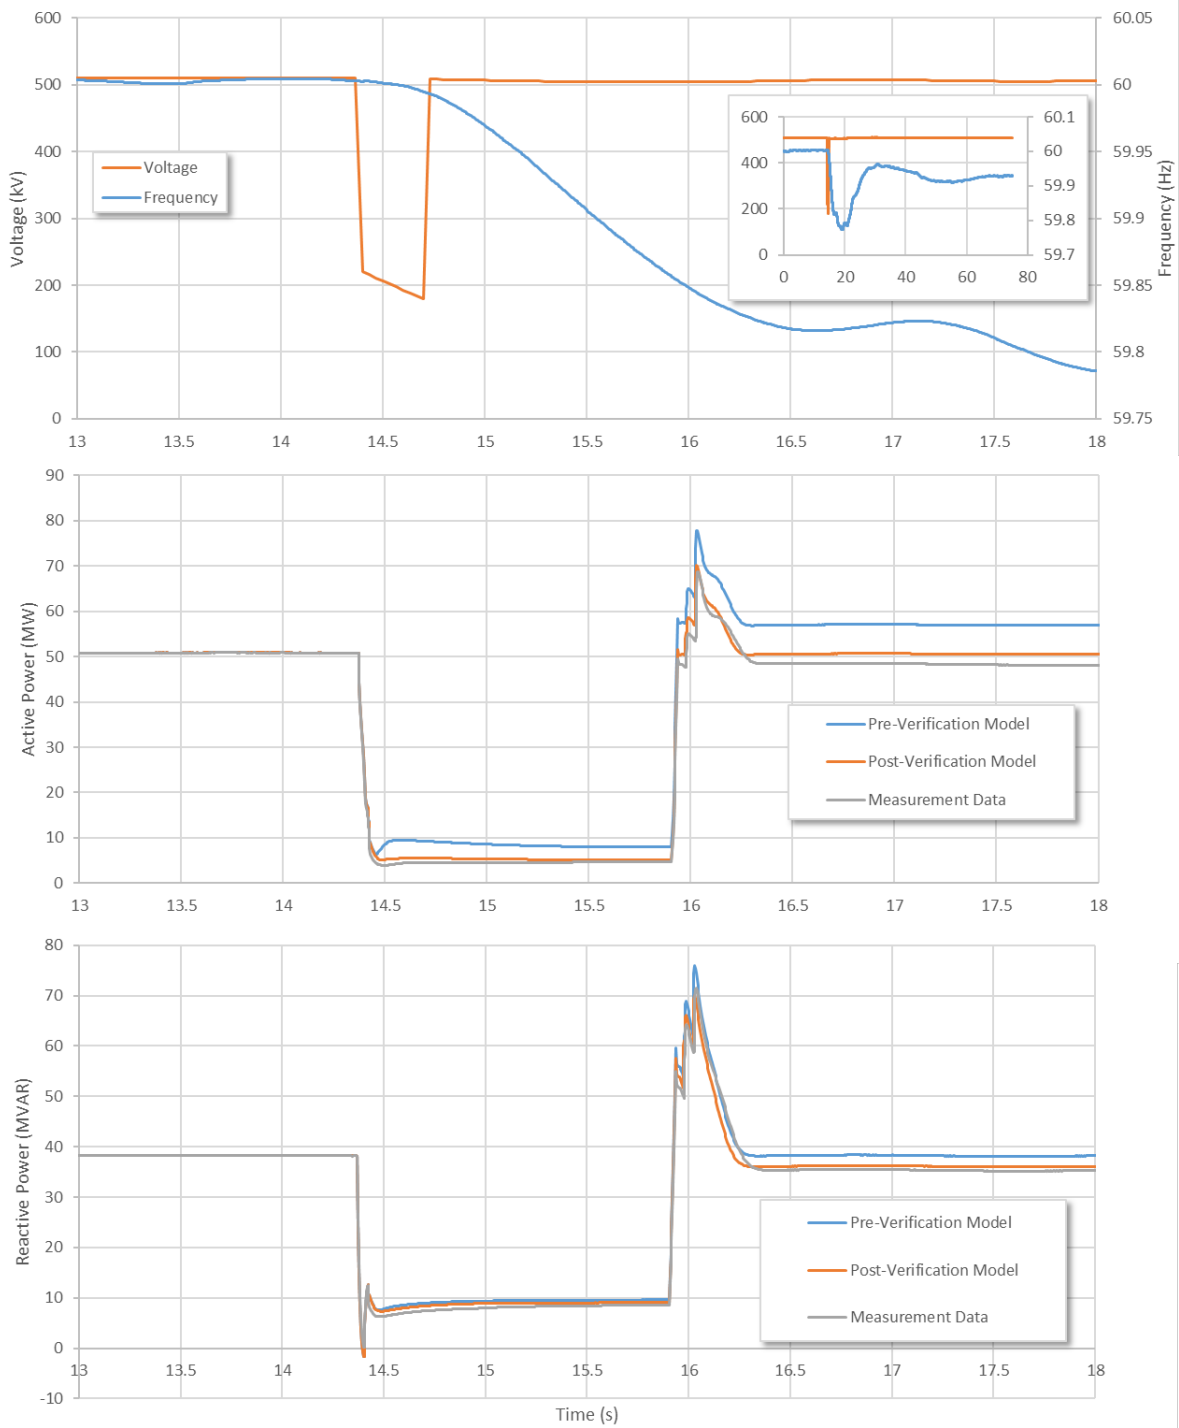 600
500
400
300
200
100
0
Voltage (kV)
60.05
60
59.95
59.9
59.85
59.8
59.75
Frequency (Hz)
Voltage
Frequency
600
400
200
0
60.1
60
59.9
59.8
59.7
0 20 40 60 80
13 13.5 14 14.5 15 15.5 16 16.5 17 17.5 18
90
80
70
60
50
40
30
20
10
0
Active Power (MW)
Pre-Verification Model
Post-Verification Model
Measurement Data
13 13.5 14 14.5 15 15.5 16 16.5 17 17.5 18
80
70
60
50
40
30
20
10
0
-10
Reactive Power (MVAR)
Pre-Verification Model
Post-Verification Model
Measurement Data
13 13.5 14 14.5 15 15.5 16 16.5 17 17.5 18
Time (s)